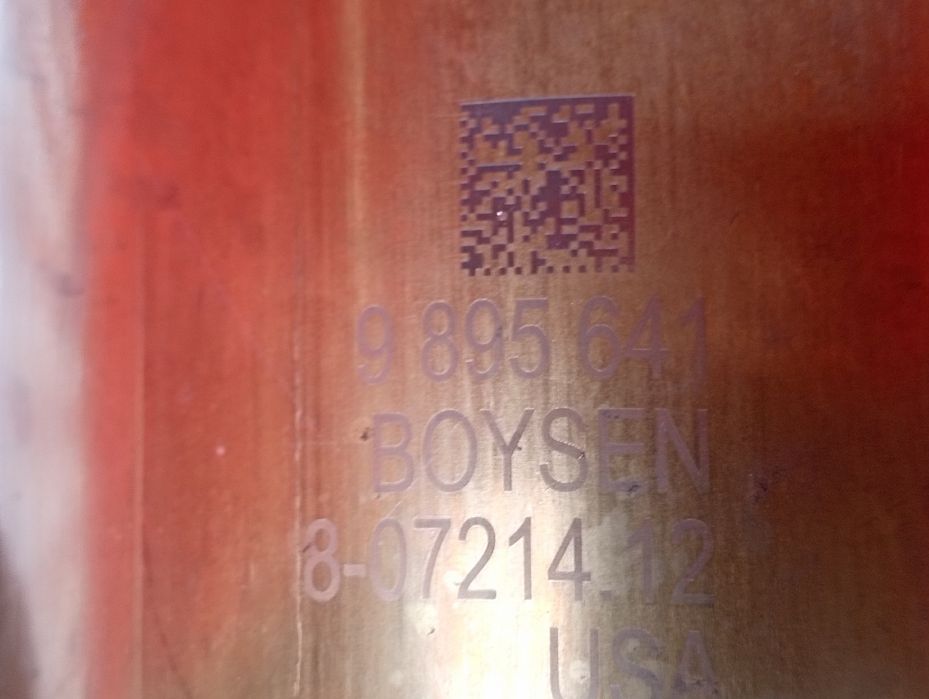 9 895 641
BOYSEN
8-07214.12
USA